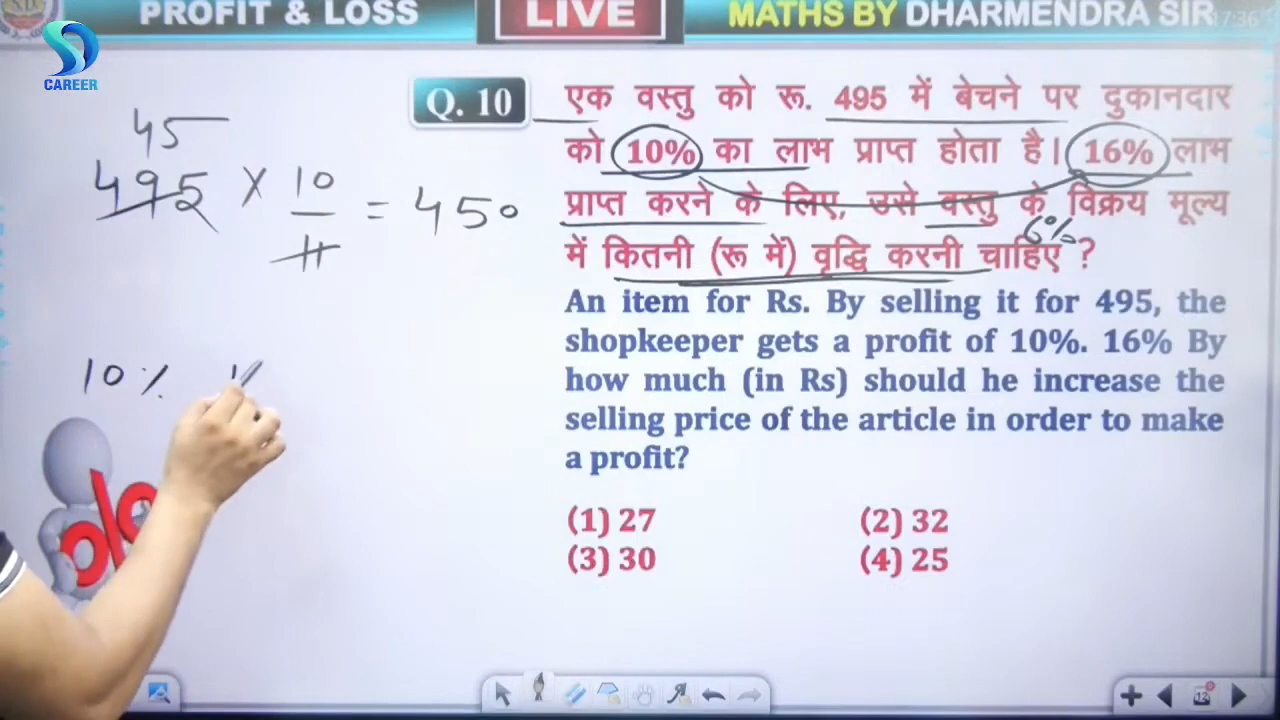 PROFIT & LOSS
LIVE
MATHS BY DHARMENDRA SIR
17:36
S.D.
CAREER
Q. 10
एक वस्तु को रू. 495 में बेचने पर दुकानदार
को 10% का लाभ प्राप्त होता है। 16% लाभ
प्राप्त करने के लिए, उसे वस्तु के विक्रय मूल्य
6%
में कितनी (रू में) वृद्धि करनी चाहिए ?
An item for Rs. By selling it for 495, the
shopkeeper gets a profit of 10%. 16% By
how much (in Rs) should he increase the
selling price of the article in order to make
a profit?
(1) 27
(2) 32
(3) 30
(4) 25
45
495 × 10/11 = 450
10%
%
12